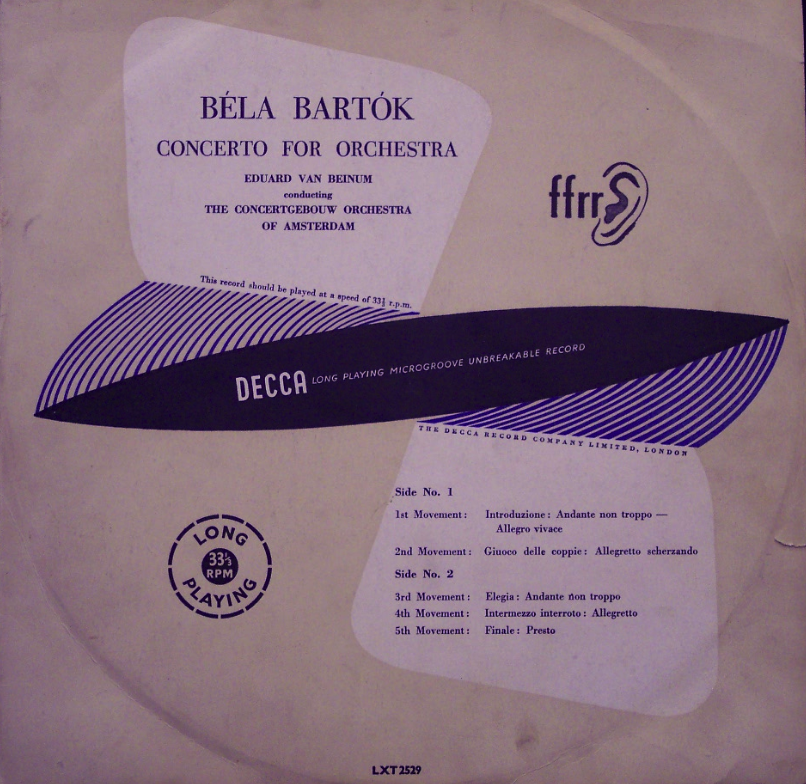 BÉLA BARTÓK
CONCERTO FOR ORCHESTRA
EDUARD VAN BEINUM
conducting
THE CONCERTGEBOUW ORCHESTRA
OF AMSTERDAM
ffrr
This record should be played at a speed of 33⅓ r.p.m.
DECCA LONG PLAYING MICROGROOVE UNBREAKABLE RECORD
THE DECCA RECORD COMPANY LIMITED, LONDON
Side No. 1
1st Movement: Introduzione: Andante non troppo —
Allegro vivace
2nd Movement: Giuoco delle coppie: Allegretto scherzando
Side No. 2
3rd Movement: Elegia: Andante non troppo
4th Movement: Intermezzo interroto: Allegretto
5th Movement: Finale: Presto
LONG
33⅓
RPM
PLAYING
LXT 2529